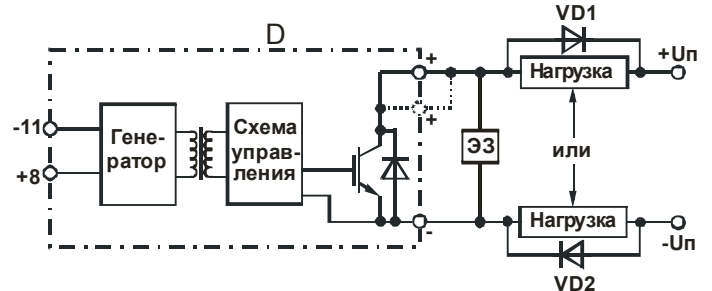 VD1
D
+Uп
+
Нагрузка
+
-11
Гене-
ратор
Схема
управ-
ления
ЭЗ
или
+8
Нагрузка
-
-Uп
VD2